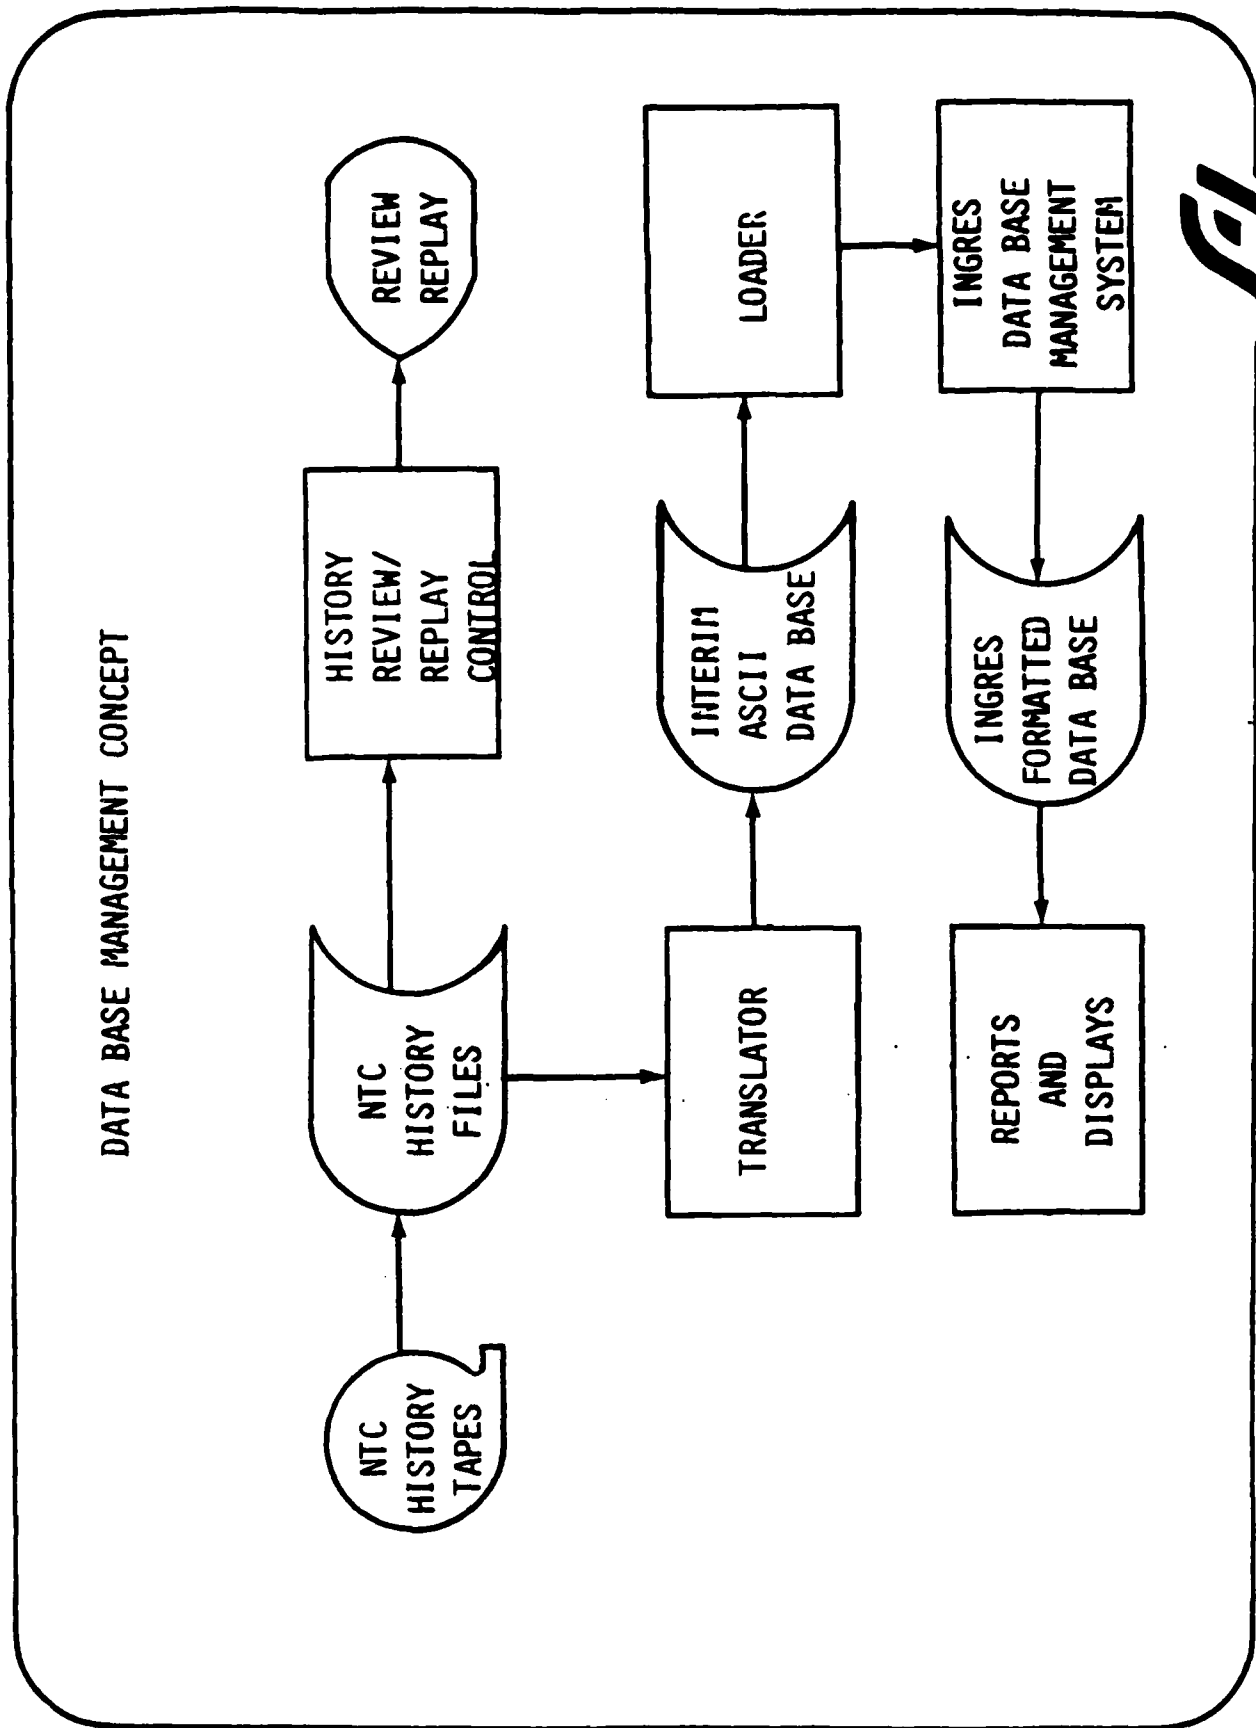 DATA BASE MANAGEMENT CONCEPT
NTC
HISTORY
TAPES
NTC
HISTORY
FILES
HISTORY
REVIEW/
REPLAY
CONTROL
REVIEW
REPLAY
TRANSLATOR
INTERIM
ASCII
DATA BASE
LOADER
REPORTS
AND
DISPLAYS
INGRES
FORMATTED
DATA BASE
INGRES
DATA BASE
MANAGEMENT
SYSTEM